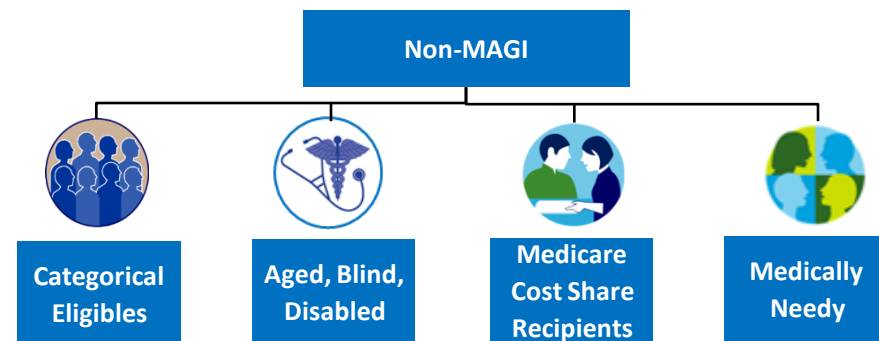 Non-MAGI
Categorical
Eligibles
Aged, Blind,
Disabled
Medicare
Cost Share
Recipients
Medically
Needy